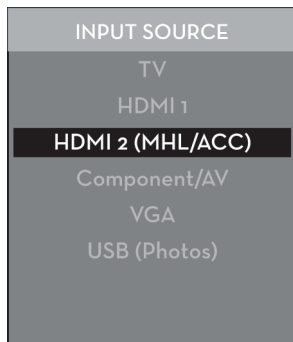 INPUT SOURCE
TV
HDMI 1
HDMI 2 (MHL/ACC)
Component/AV
VGA
USB (Photos)